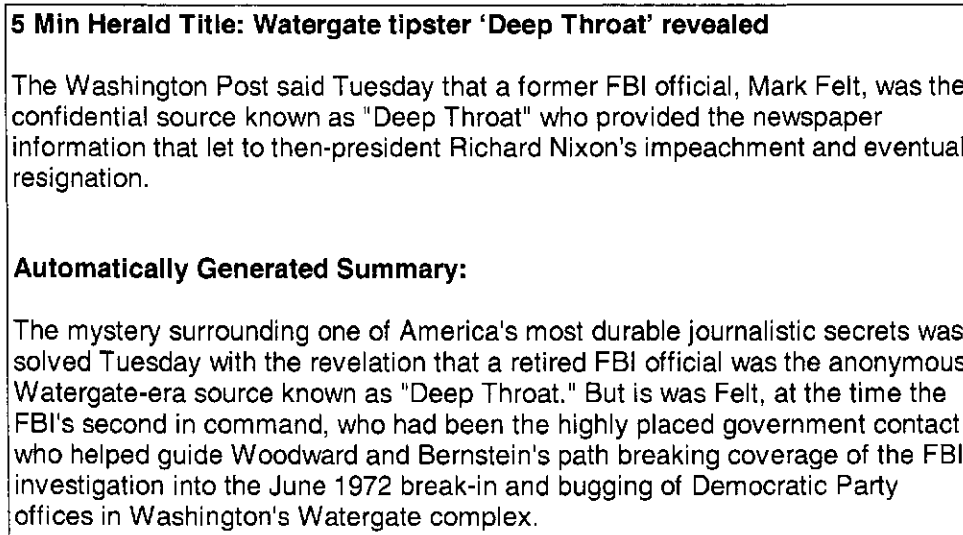 5 Min Herald Title: Watergate tipster ‘Deep Throat’ revealed
The Washington Post said Tuesday that a former FBI official, Mark Felt, was the
confidential source known as "Deep Throat" who provided the newspaper
information that let to then-president Richard Nixon's impeachment and eventual
resignation.
Automatically Generated Summary:
The mystery surrounding one of America's most durable journalistic secrets was
solved Tuesday with the revelation that a retired FBI official was the anonymous
Watergate-era source known as "Deep Throat." But is was Felt, at the time the
FBI's second in command, who had been the highly placed government contact
who helped guide Woodward and Bernstein's path breaking coverage of the FBI
investigation into the June 1972 break-in and bugging of Democratic Party
offices in Washington's Watergate complex.